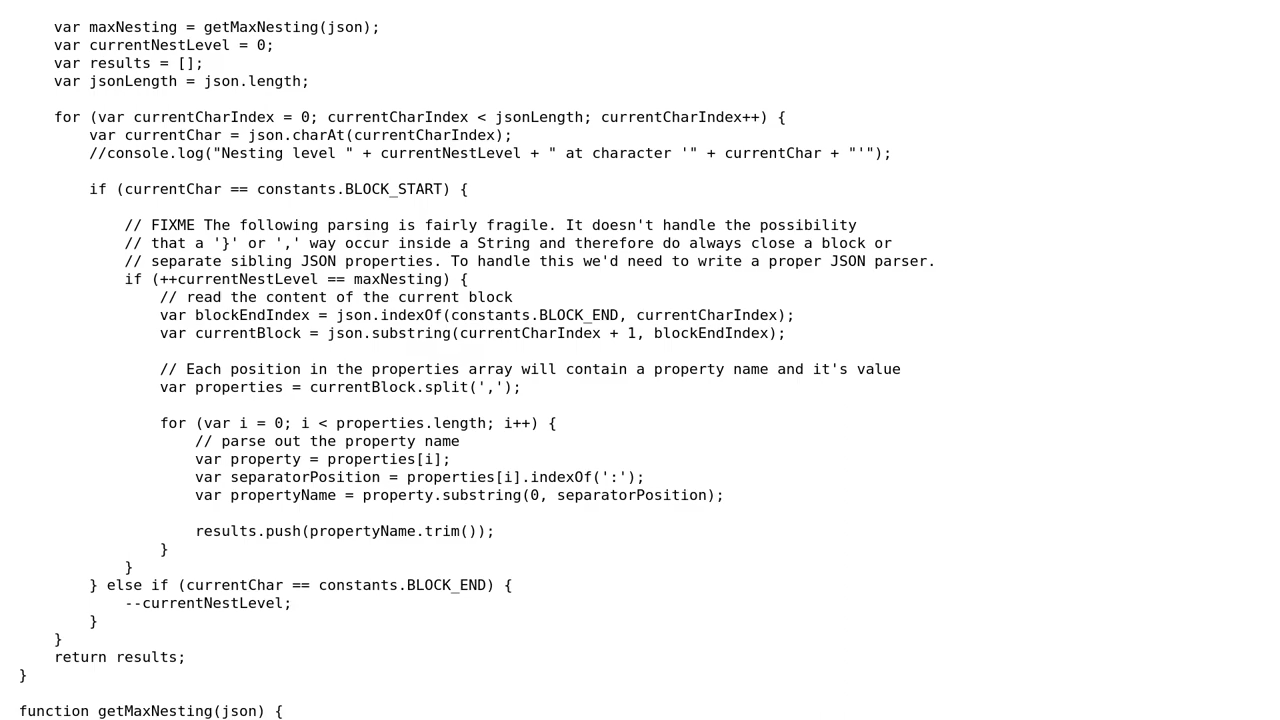 var maxNesting = getMaxNesting(json);
    var currentNestLevel = 0;
    var results = [];
    var jsonLength = json.length;

    for (var currentCharIndex = 0; currentCharIndex < jsonLength; currentCharIndex++) {
        var currentChar = json.charAt(currentCharIndex);
        //console.log("Nesting level " + currentNestLevel + " at character '" + currentChar + "'");

        if (currentChar == constants.BLOCK_START) {

            // FIXME The following parsing is fairly fragile. It doesn't handle the possibility
            // that a '}' or ',' way occur inside a String and therefore do always close a block or
            // separate sibling JSON properties. To handle this we'd need to write a proper JSON parser.
            if (++currentNestLevel == maxNesting) {
                // read the content of the current block
                var blockEndIndex = json.indexOf(constants.BLOCK_END, currentCharIndex);
                var currentBlock = json.substring(currentCharIndex + 1, blockEndIndex);

                // Each position in the properties array will contain a property name and it's value
                var properties = currentBlock.split(',');

                for (var i = 0; i < properties.length; i++) {
                    // parse out the property name
                    var property = properties[i];
                    var separatorPosition = properties[i].indexOf(':');
                    var propertyName = property.substring(0, separatorPosition);

                    results.push(propertyName.trim());
                }
            }
        } else if (currentChar == constants.BLOCK_END) {
            --currentNestLevel;
        }
    }
    return results;
}

function getMaxNesting(json) {